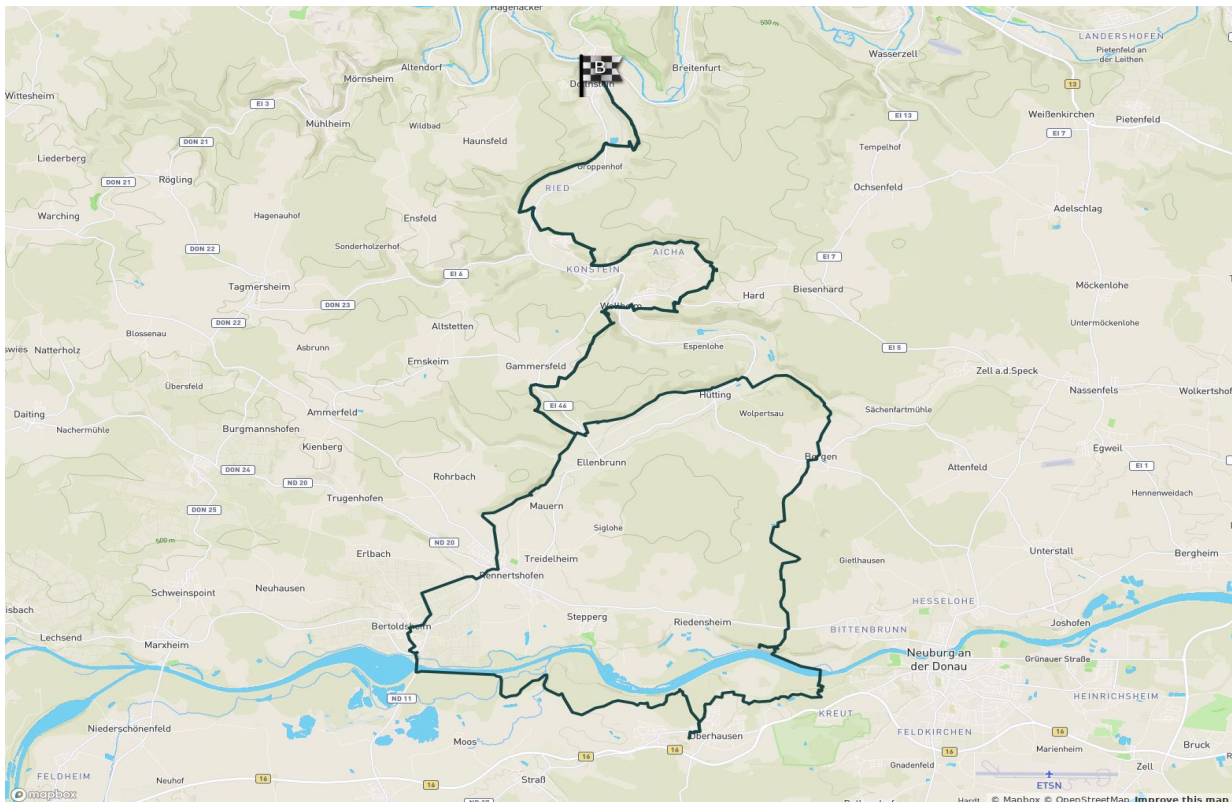 Hagenacker
500 m
LANDERSHOFEN
Wasserzell
Pietenfeld an
der Leithen
Altendorf
Breitenfurt
B
13
Mörnsheim
Wittesheim
EI 3
EI 13
Weißenkirchen
Pietenfeld
Mühlheim
Wildbad
EI 7
DON 21
Haunsfeld
Tempelhof
Liederberg
Groppenhof
DON 21
Rögling
RIED
Ochsenfeld
Adelschlag
Warching
Hagenauhof
Ensfeld
DON 22
Sonderholzerhof
AICHA
EI 7
EI 6
KONSTEIN
Tagmersheim
Biesenhard
Möckenlohe
Hard
DON 23
Wellheim
DON 22
Altstetten
Untermöckenlohe
Blossenau
Natterholz
Asbrunn
Espenlohe
EI 5
Emskeim
Gammersfeld
Zell a.d.Speck
Übersfeld
Nassenfels
Wolkertshof
Hütting
EI 46
Sächenfartmühle
Daiting
Ammerfeld
Wolpertsau
Burgmannshofen
Nachermühle
Kienberg
Egweil
Bergen
Ellenbrunn
DON 24
Attenfeld
EI 1
Rohrbach
ND 20
Hennenweidach
Trugenhofen
Mauern
DON 25
Siglohe
500 m
ND 20
Erlbach
Unterstall
Bergheim
Treidelheim
Gietlhausen
Rennertshofen
Neuhausen
Schweinspoint
HESSELOHE
Stepperg
Riedensheim
Joshofen
Bertoldsheim
BITTENBRUNN
Lechsend
Marxheim
Neuburg an
der Donau
Grünauer Straße
ND 11
HEINRICHSHEIM
KREUT
Niederschönenfeld
FELDKIRCHEN
16
16
Oberhausen
Moos
16
16
Bruck
Marienheim
FELDHEIM
Neuhof
16
Straß
Gnadenfeld
Zell
ETSN
mapbox
© Mapbox © OpenStreetMap Improve this map